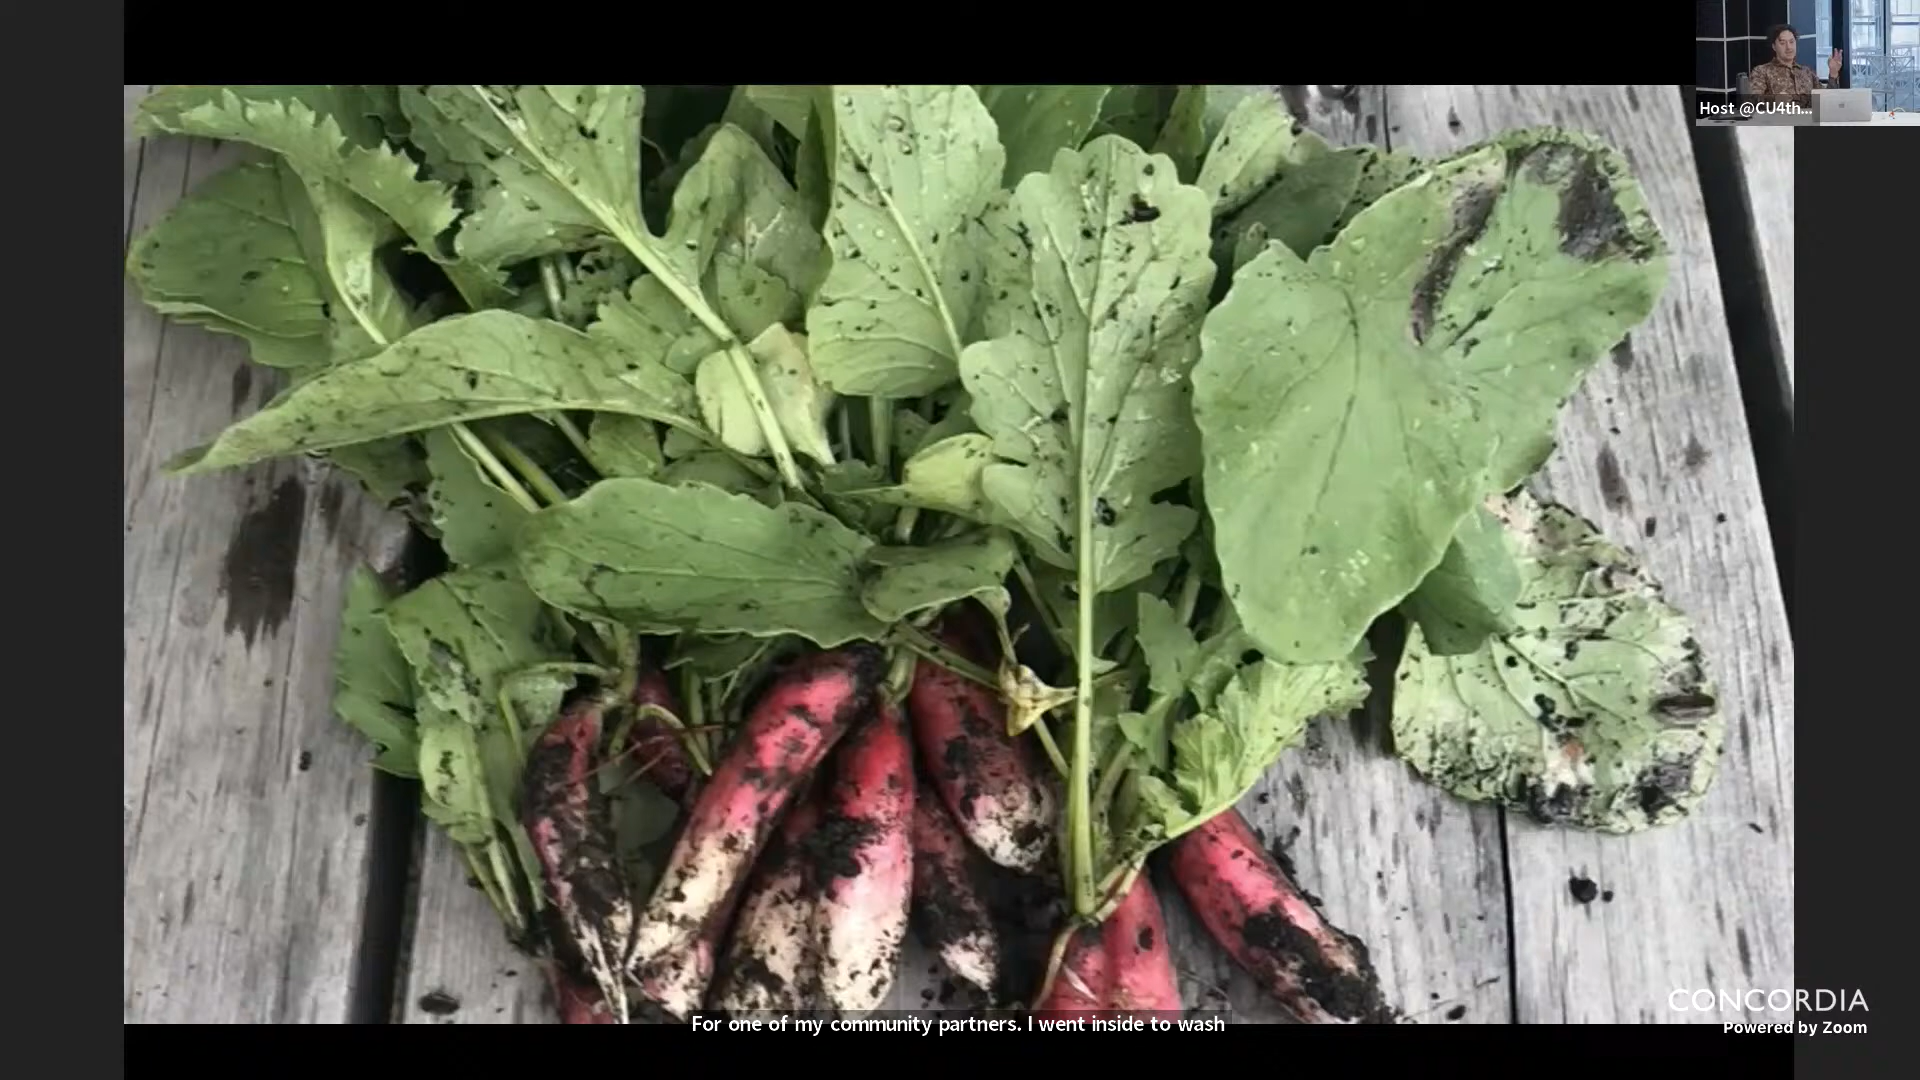 Host @CU4th...
CONCORDIA
Powered by Zoom
For one of my community partners. I went inside to wash